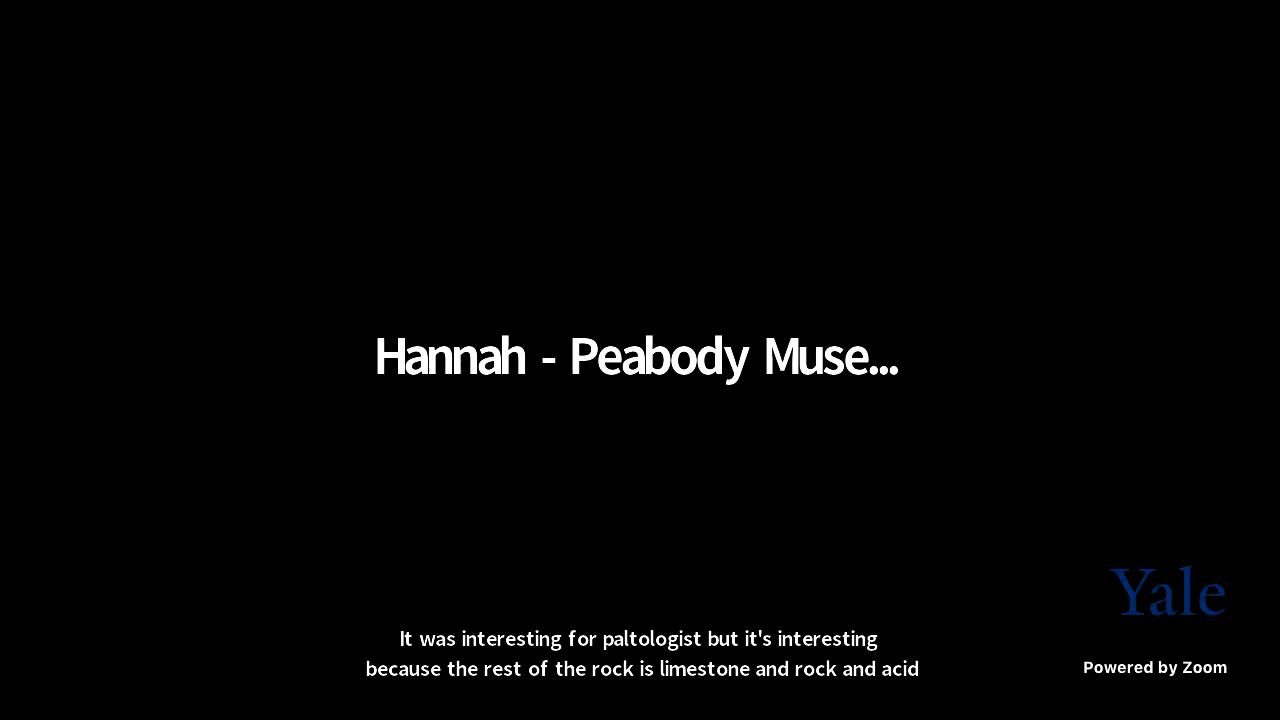 Hannah - Peabody Muse...
Yale
It was interesting for paltologist but it's interesting
because the rest of the rock is limestone and rock and acid
Powered by Zoom